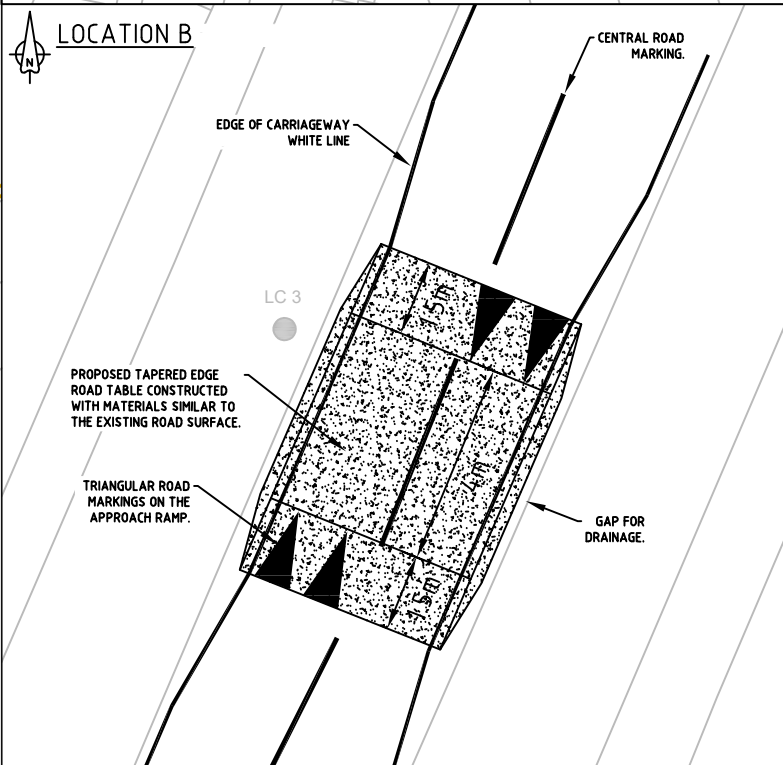 LOCATION B
N
CENTRAL ROAD
MARKING.
EDGE OF CARRIAGEWAY
WHITE LINE
1.5m
LC 3
PROPOSED TAPERED EDGE
ROAD TABLE CONSTRUCTED
WITH MATERIALS SIMILAR TO
THE EXISTING ROAD SURFACE.
4m
TRIANGULAR ROAD
MARKINGS ON THE
APPROACH RAMP.
GAP FOR
DRAINAGE.
1.5m